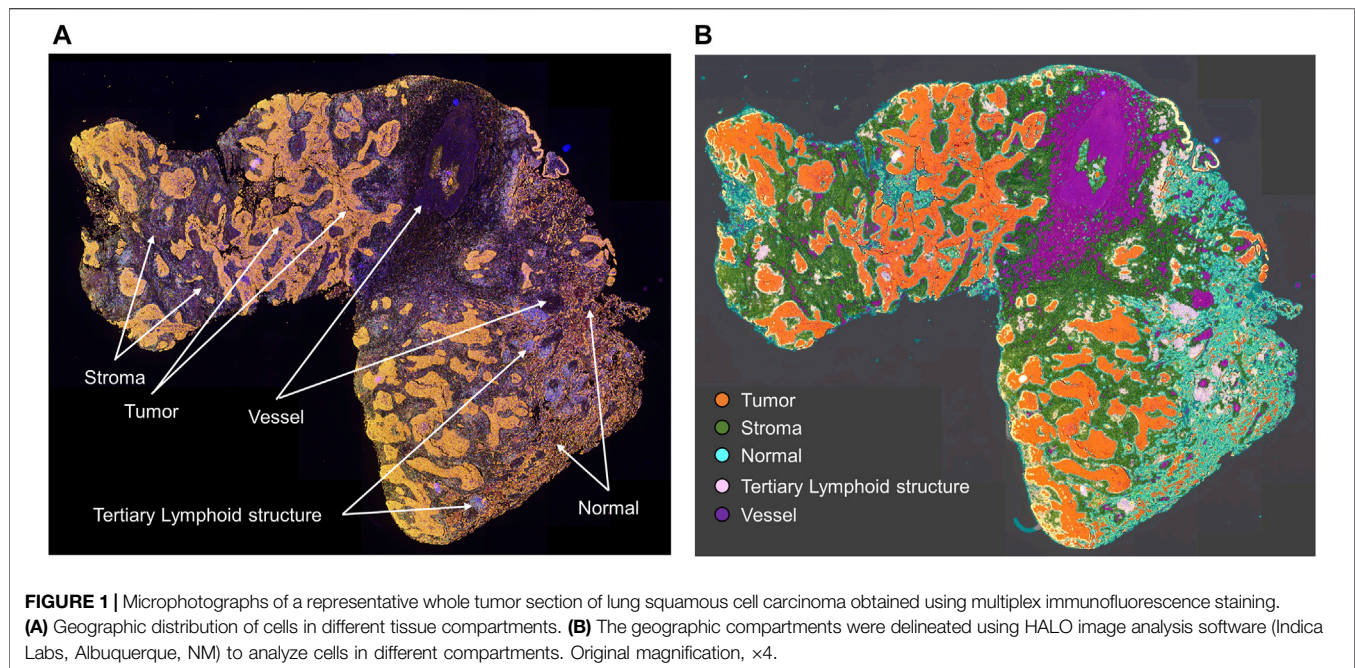 A
B
Stroma
Tumor
Vessel
Tertiary Lymphoid structure
Normal
Tumor
Stroma
Normal
Tertiary Lymphoid structure
Vessel
FIGURE 1 | Microphotographs of a representative whole tumor section of lung squamous cell carcinoma obtained using multiplex immunofluorescence staining.
(A) Geographic distribution of cells in different tissue compartments. (B) The geographic compartments were delineated using HALO image analysis software (Indica
Labs, Albuquerque, NM) to analyze cells in different compartments. Original magnification, ×4.